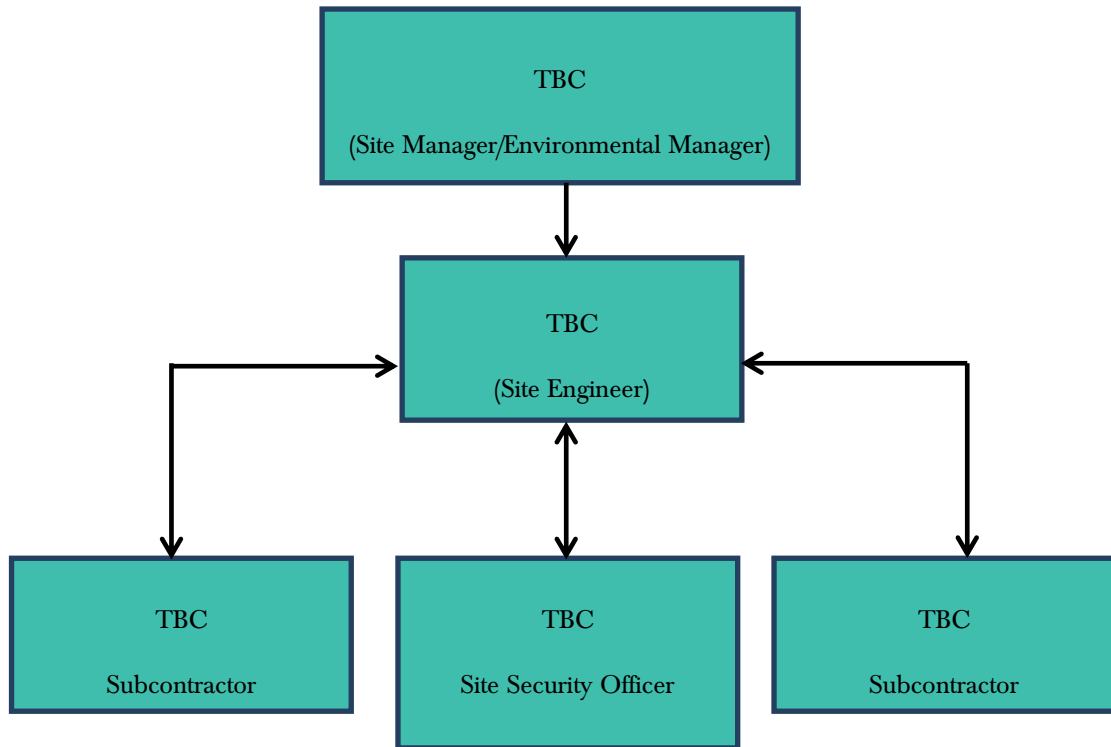 TBC
(Site Manager/Environmental Manager)
TBC
(Site Engineer)
TBC
Subcontractor
TBC
Site Security Officer
TBC
Subcontractor